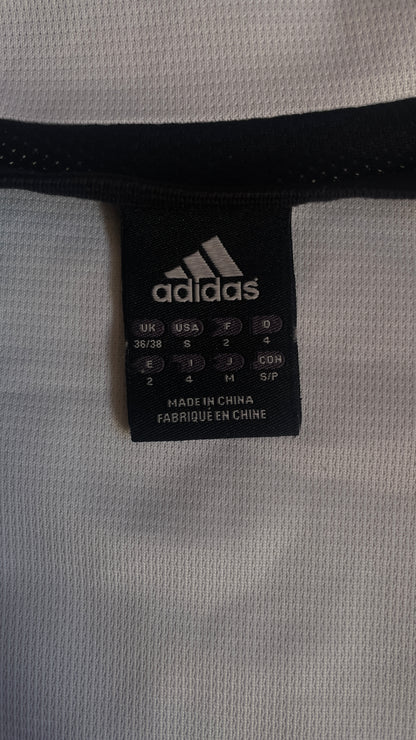 adidas
UK USA F D
36/38 S 2 4
E I J CDN
2 4 M S/P
MADE IN CHINA
FABRIQUÉ EN CHINE